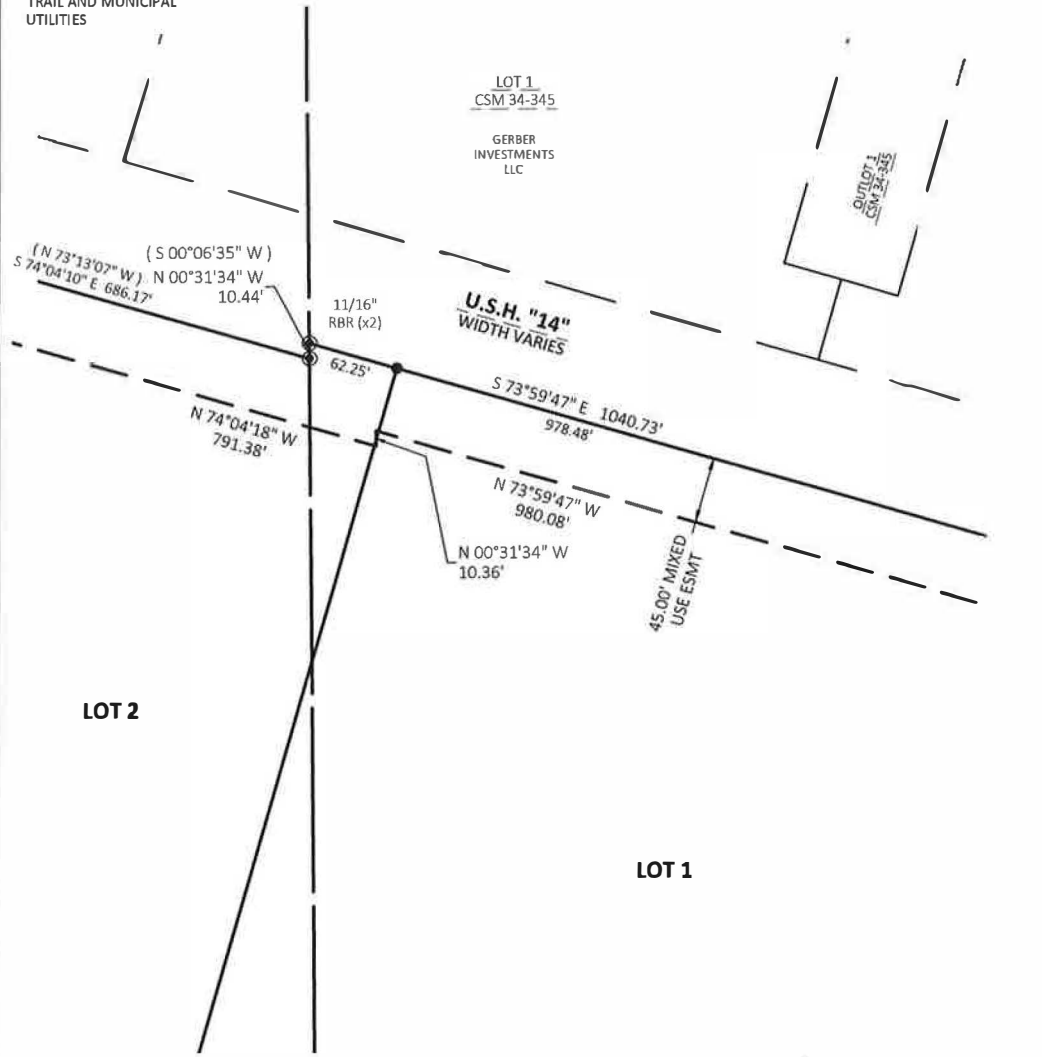 TRAIL AND MUNICIPAL
UTILITIES
LOT 1
CSM 34-345
GERBER
INVESTMENTS
LLC
OUTLOT 1
CSM 34-345
( N 73°13'07" W )
S 74°04'10" E 686.17'
( S 00°06'35" W )
N 00°31'34" W
10.44'
11/16"
RBR (x2)
U.S.H. "14"
WIDTH VARIES
62.25'
S 73°59'47" E 1040.73'
978.48'
N 74°04'18" W
791.38'
N 73°59'47" W
980.08'
N 00°31'34" W
10.36'
45.00' MIXED
USE ESMT
LOT 2
LOT 1